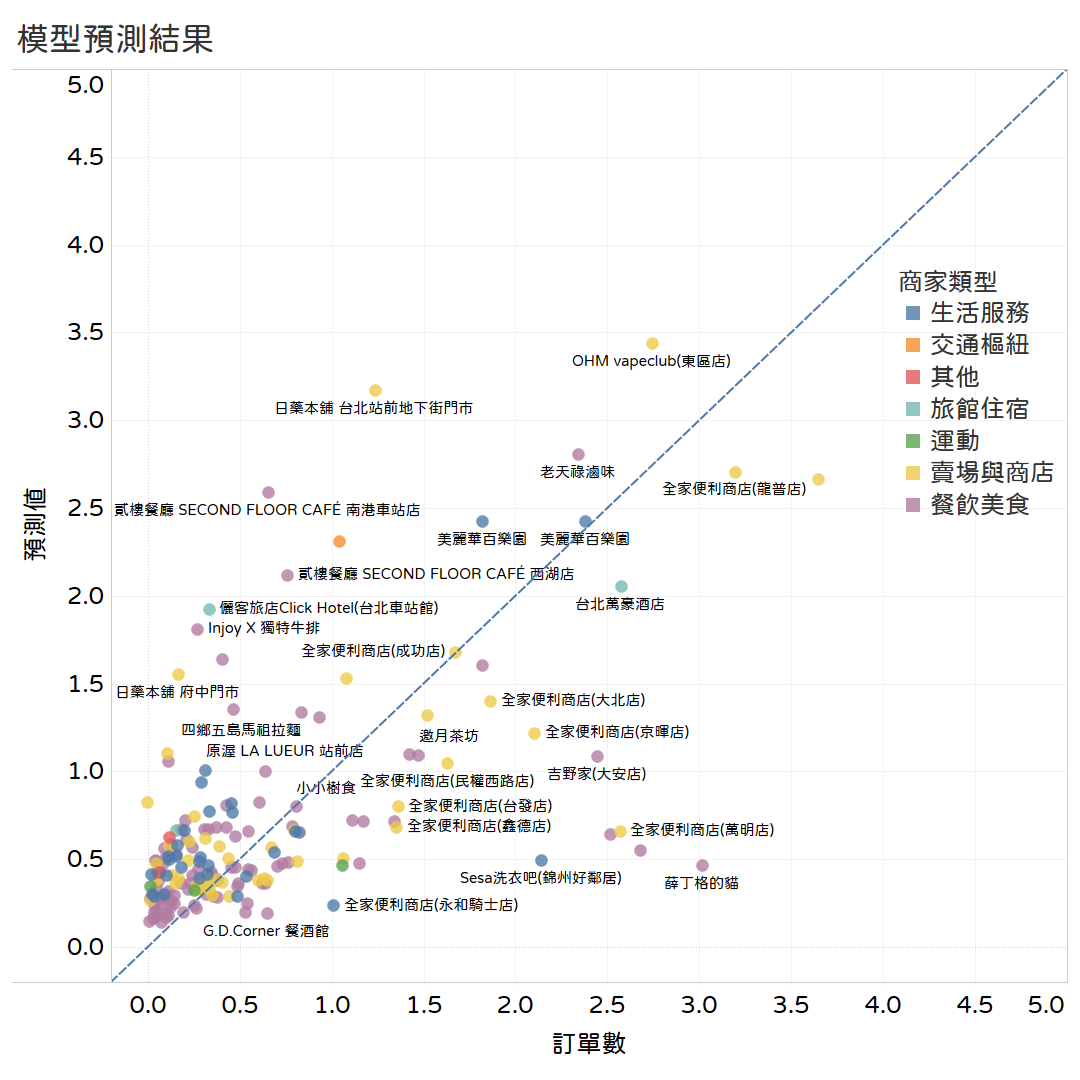 模型預測結果
5.0
4.5
4.0
3.5
3.0
2.5
2.0
1.5
1.0
0.5
0.0
預測值
商家類型
生活服務
交通樞紐
其他
旅館住宿
運動
賣場與商店
餐飲美食
OHM vapeclub(東區店)
日藥本舖 台北站前地下街門市
老天祿滷味
全家便利商店(龍普店)
貳樓餐廳 SECOND FLOOR CAFÉ 南港車站店
美麗華百樂園
美麗華百樂園
貳樓餐廳 SECOND FLOOR CAFÉ 西湖店
台北萬豪酒店
儷客旅店Click Hotel(台北車站館)
Injoy X 獨特牛排
全家便利商店(成功店)
日藥本舖 府中門市
全家便利商店(大北店)
四鄉五島馬祖拉麵
邀月茶坊
全家便利商店(京暉店)
原渥 LA LUEUR 站前店
吉野家(大安店)
小小樹食
全家便利商店(民權西路店)
全家便利商店(台發店)
全家便利商店(鑫德店)
全家便利商店(萬明店)
Sesa洗衣吧(錦州好鄰居)
薛丁格的貓
全家便利商店(永和騎士店)
G.D.Corner 餐酒館
0.0
0.5
1.0
1.5
2.0
2.5
3.0
3.5
4.0
4.5
5.0
訂單數